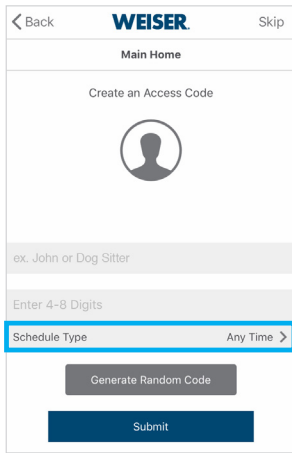 Back WEISER. Skip
Main Home
Create an Access Code
ex. John or Dog Sitter
Enter 4-8 Digits
Schedule Type Any Time
Generate Random Code
Submit